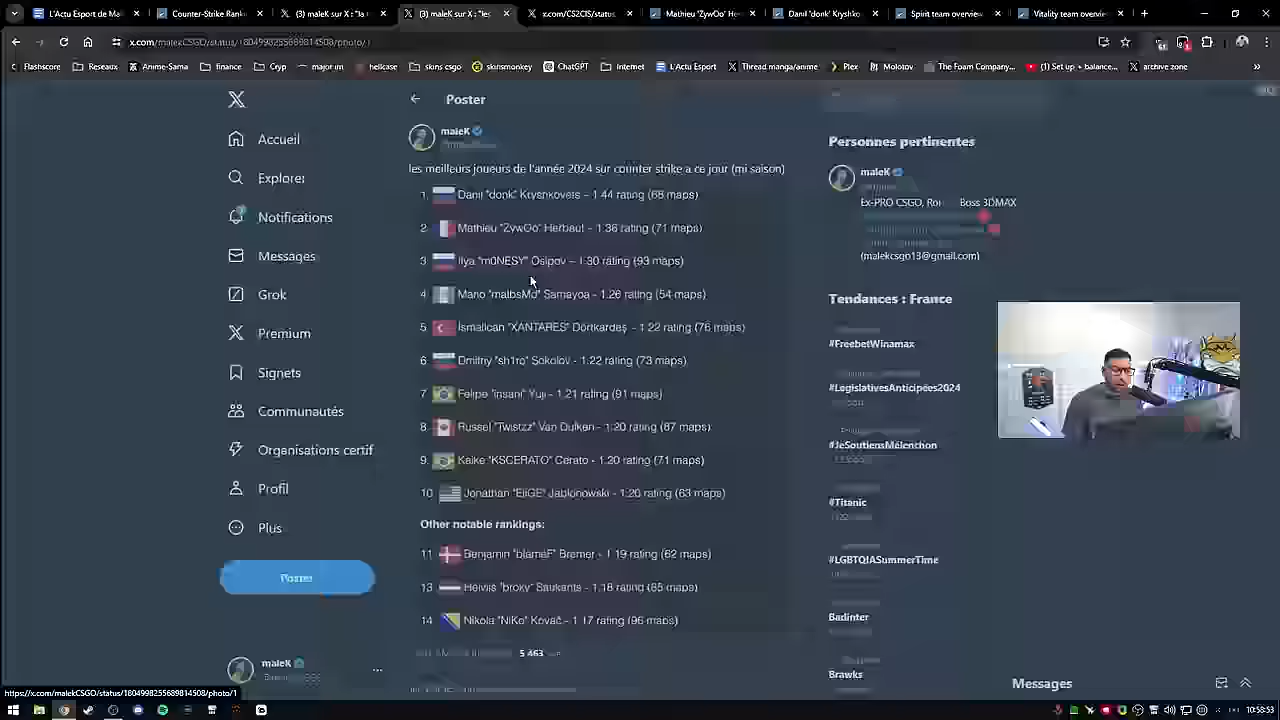 L'Actu Esport de Malec
Counter-Strike Rank
(3) maleK sur X : "la
(3) maleK sur X : "les
x.com/CS2CIS/status
Mathieu 'ZywOo' Her
Danil 'donk' Kryshko
Spirit team overview
Vitality team overview
x.com/malekCSGO/status/1804998255689814508/photo/1
Flashscore
Reseaux
Anime-Sama
finance
Cryp
major im
hellcase
skins csgo
skinsmonkey
ChatGPT
Internet
L'Actu Esport
Thread manga/anime
Plex
Molotov
The Foam Company...
(1) Set up + balance...
archive zone
Accueil
Explorer
Notifications
Messages
Grok
Premium
Signets
Communautés
Organisations certif
Profil
Plus
Poster
maleK
Poster
maleK
les meilleurs joueurs de l'année 2024 sur counter strike a ce jour (mi saison)
1. Danil "donk" Kryshkovets - 1.44 rating (68 maps)
2. Mathieu "ZywOo" Herbaut - 1.36 rating (71 maps)
3. Ilya "m0NESY" Osipov - 1.30 rating (93 maps)
4. Mario "malbsMd" Samayoa - 1.26 rating (54 maps)
5. Ismailcan "XANTARES" Dörtkardeş - 1.22 rating (76 maps)
6. Dmitriy "sh1ro" Sokolov - 1.22 rating (73 maps)
7. Felipe "insani" Yuji - 1.21 rating (91 maps)
8. Russel "Twistzz" Van Dulken - 1.20 rating (87 maps)
9. Kaike "KSCERATO" Cerato - 1.20 rating (71 maps)
10. Jonathan "EliGE" Jablonowski - 1.20 rating (63 maps)
Other notable rankings:
11. Benjamin "blameF" Bremer - 1.19 rating (62 maps)
13. Helvijs "broky" Saukants - 1.18 rating (85 maps)
14. Nikola "NiKo" Kovač - 1.17 rating (96 maps)
5 463
Personnes pertinentes
maleK
Ex-PRO CSGO, Boss 3DMAX
(malekcsgo13@gmail.com)
Tendances : France
#FreebetWinamax
#LegislativesAnticipées2024
#JeSoutiensMélenchon
#Titanic
#LGBTQIASummerTime
Badinter
Brawks
Messages
https://x.com/malekCSGO/status/1804998255689814508/photo/1
10:58:53